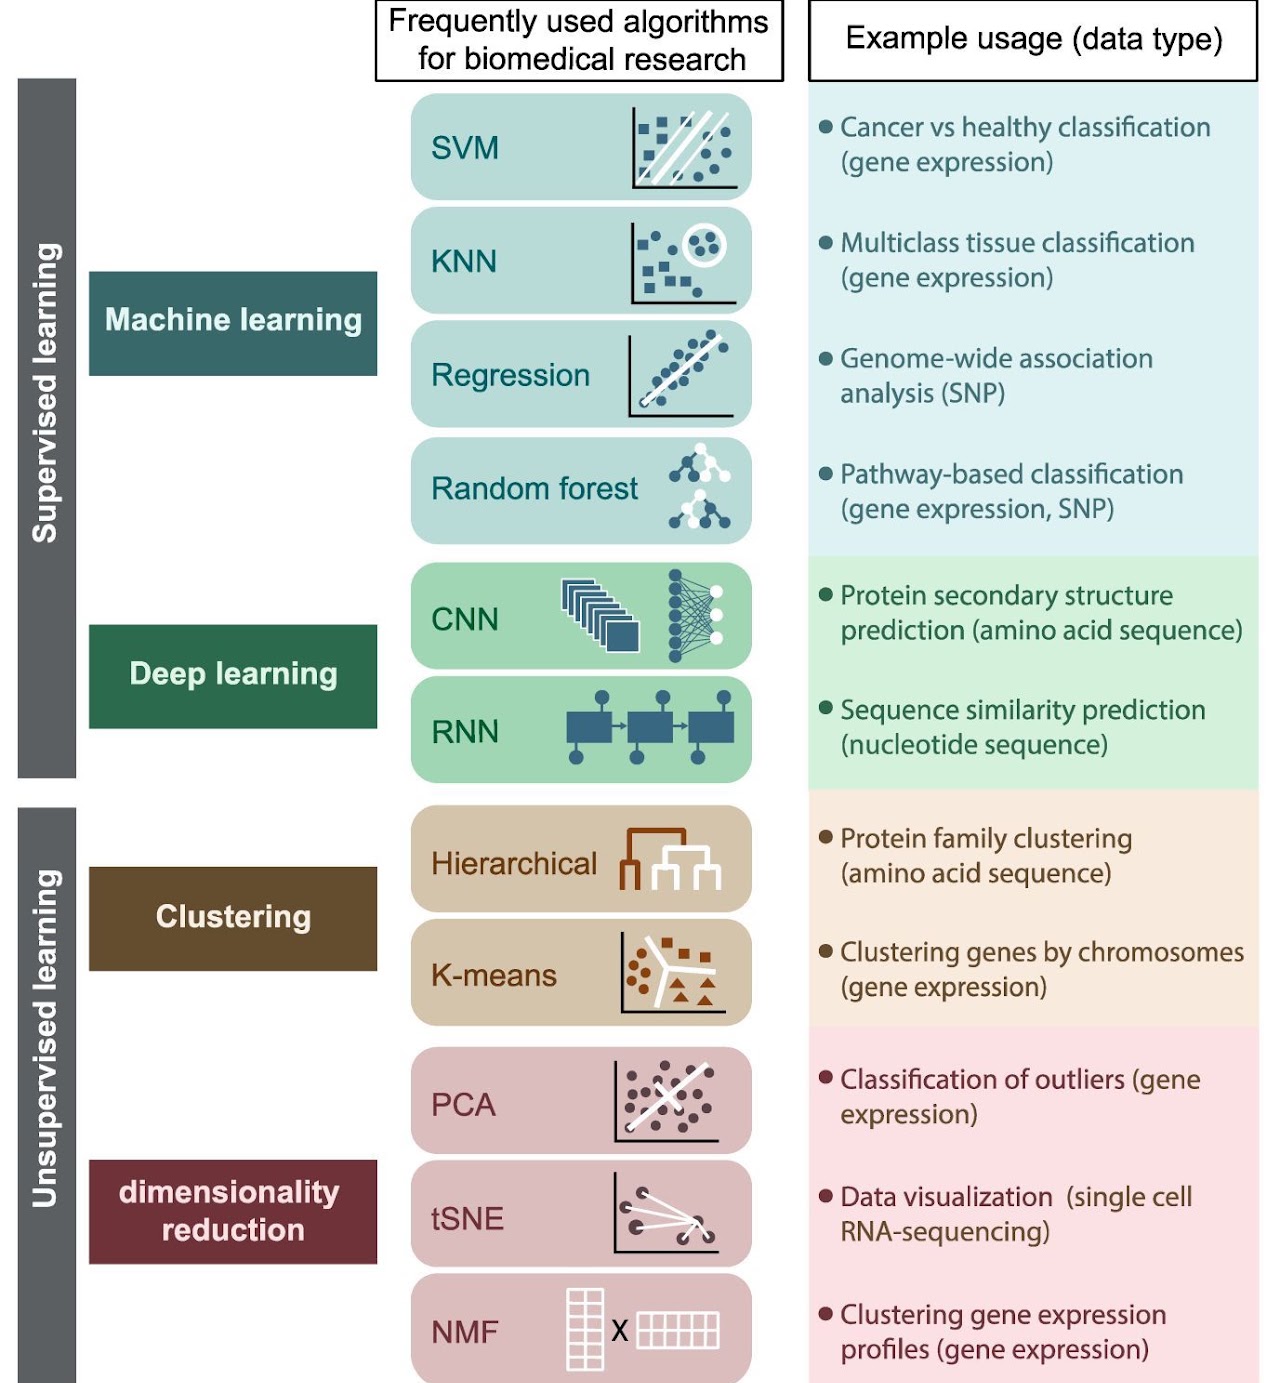 Frequently used algorithms
for biomedical research
Example usage (data type)
Supervised learning
Machine learning
SVM
Cancer vs healthy classification
(gene expression)
KNN
Multiclass tissue classification
(gene expression)
Regression
Genome-wide association
analysis (SNP)
Random forest
Pathway-based classification
(gene expression, SNP)
Deep learning
CNN
Protein secondary structure
prediction (amino acid sequence)
RNN
Sequence similarity prediction
(nucleotide sequence)
Unsupervised learning
Clustering
Hierarchical
Protein family clustering
(amino acid sequence)
K-means
Clustering genes by chromosomes
(gene expression)
dimensionality
reduction
PCA
Classification of outliers (gene
expression)
tSNE
Data visualization (single cell
RNA-sequencing)
NMF
X
Clustering gene expression
profiles (gene expression)